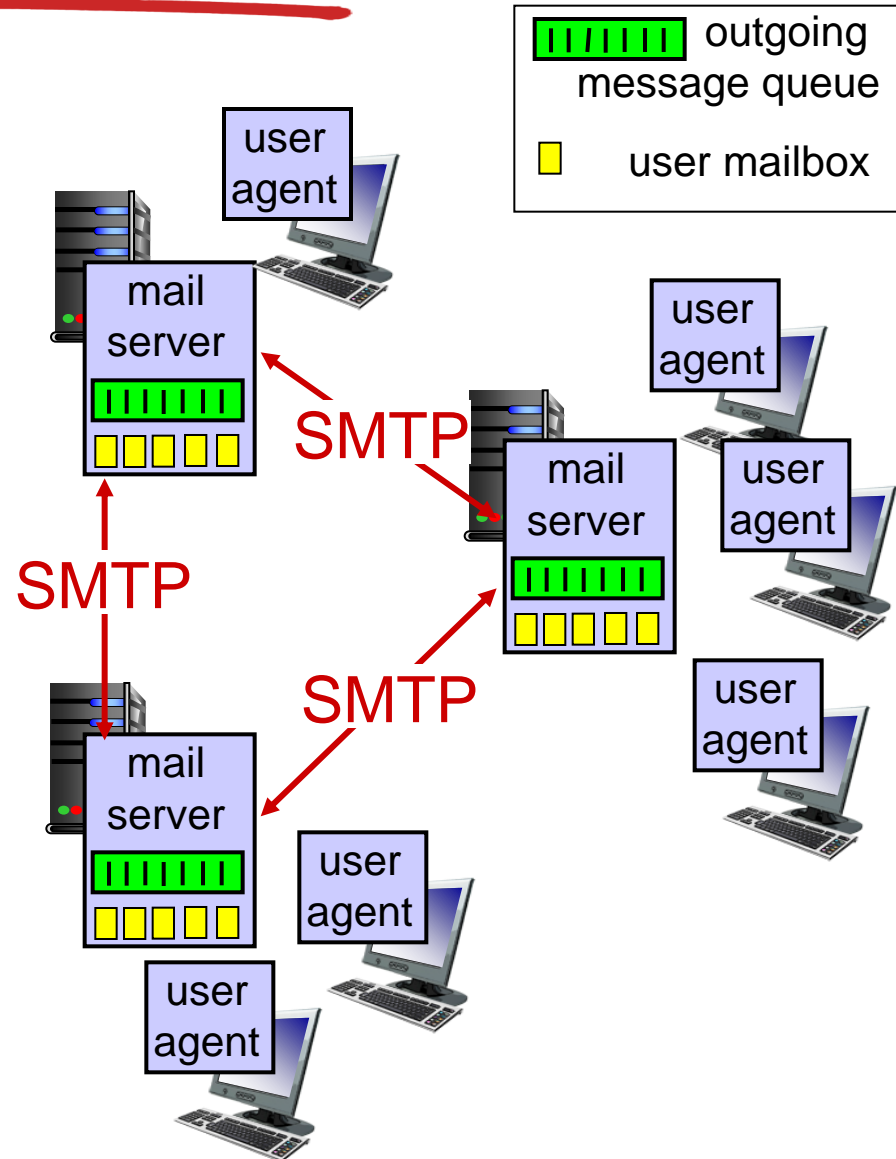 outgoing
message queue
user mailbox
user
agent
mail
server
SMTP
user
agent
mail
server
user
agent
SMTP
SMTP
user
agent
mail
server
user
agent
user
agent